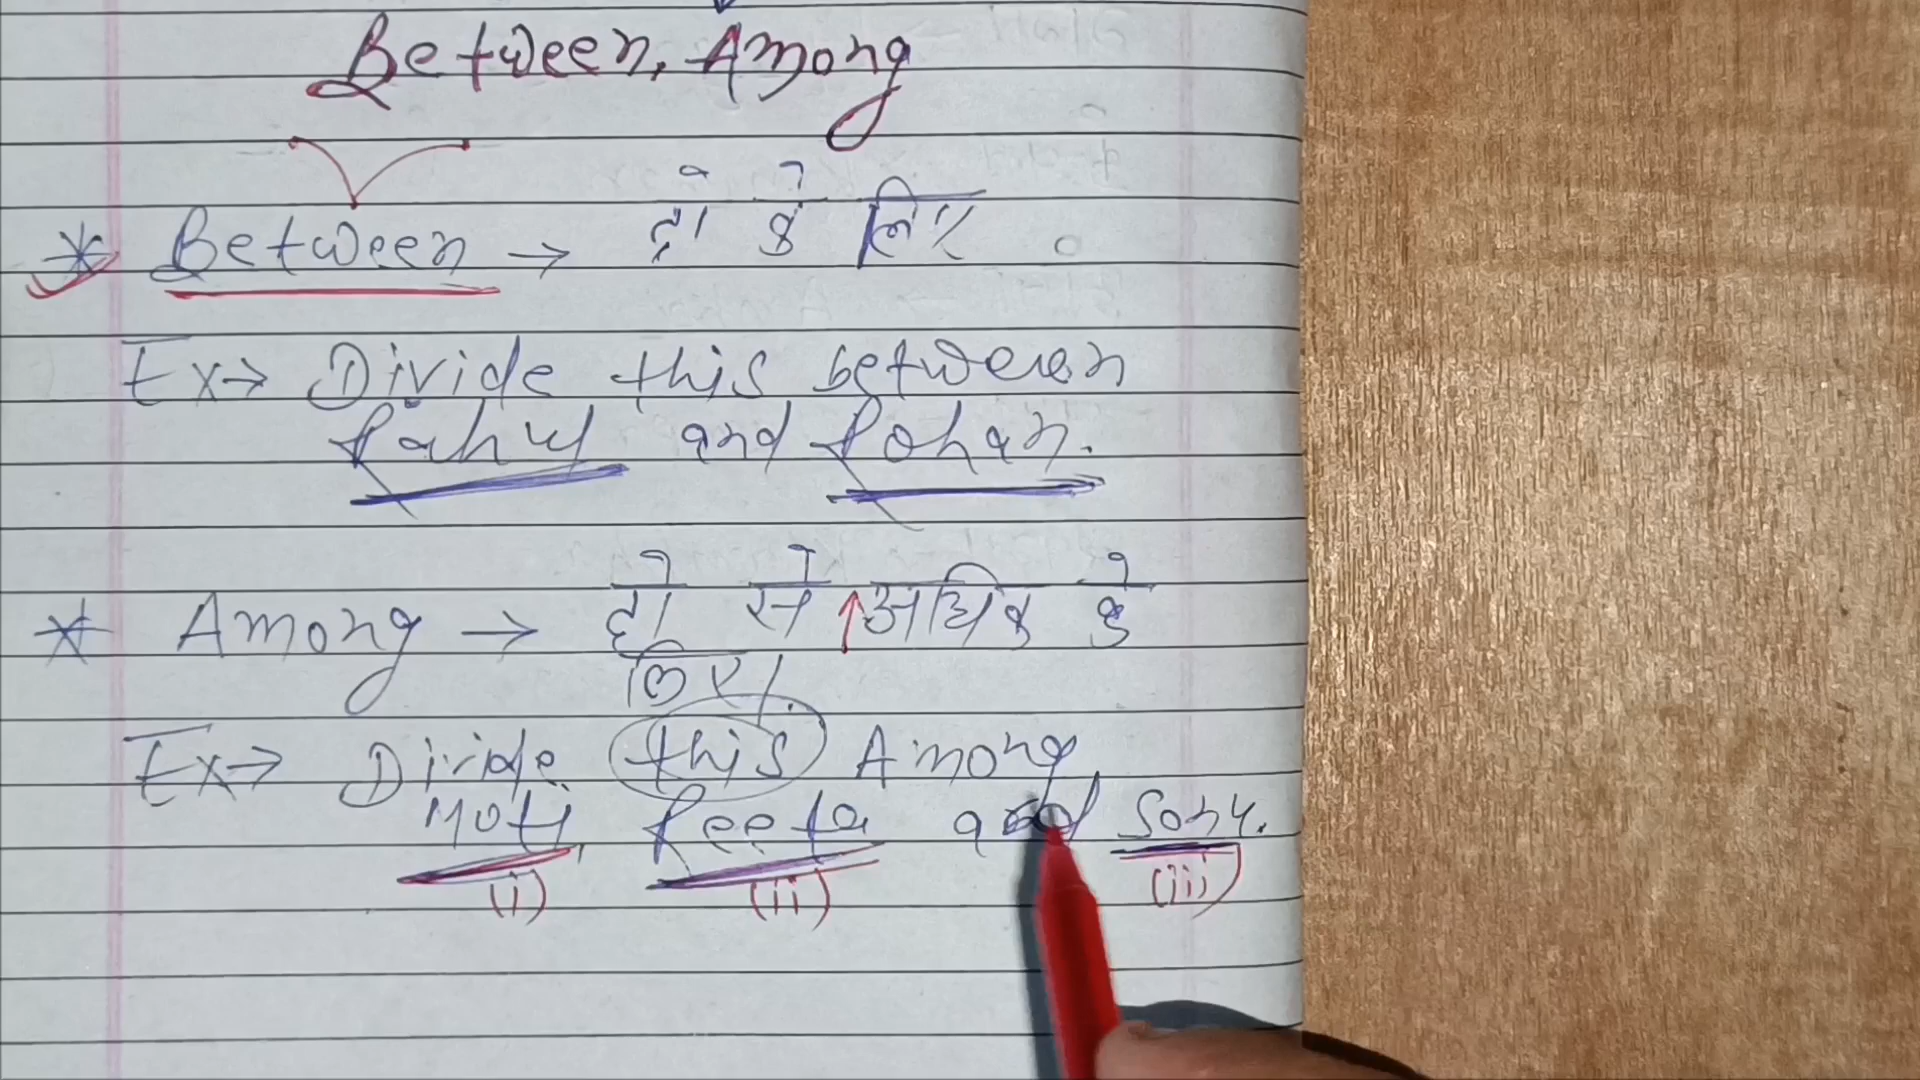 Between, Among
* Between → दो के लिए
Ex→ Divide this between
Rahul and Rohan.
* Among → दो से ↑ अधिक के
लिए.
Ex→ Divide this Among
Moti, Reeta and Sonu.
(i) (ii) (iii)